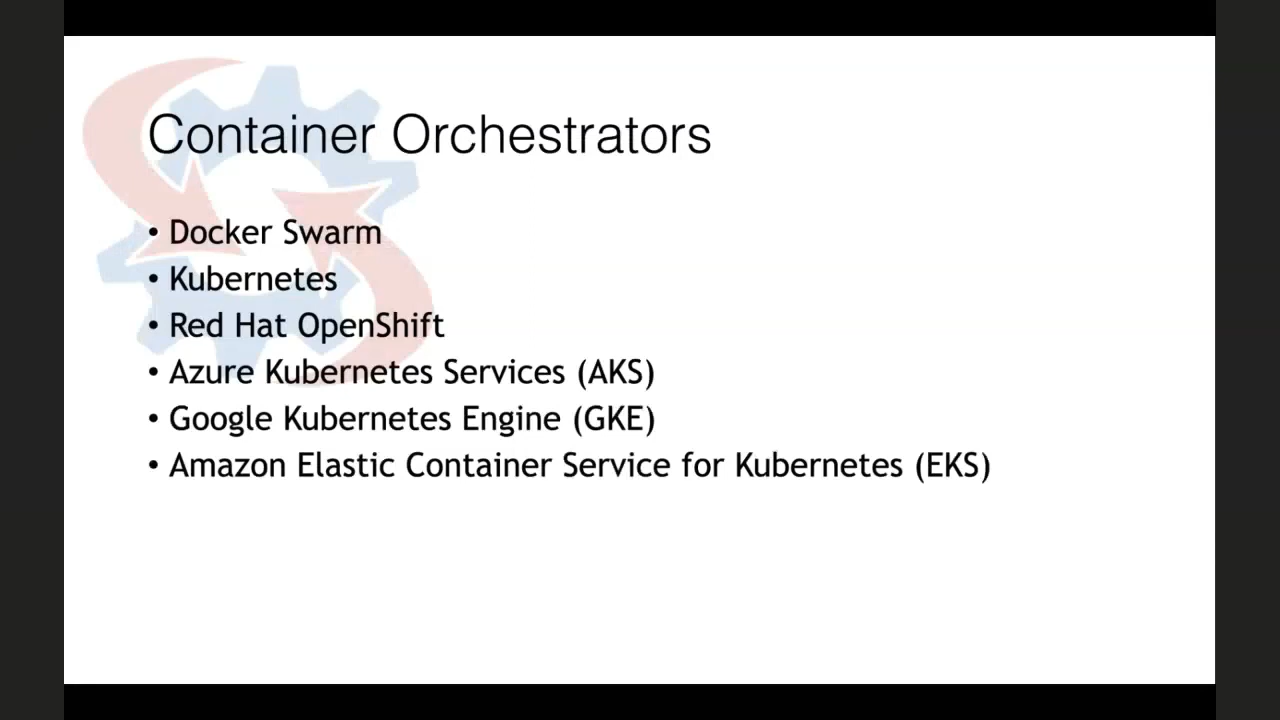 Container Orchestrators
• Docker Swarm
• Kubernetes
• Red Hat OpenShift
• Azure Kubernetes Services (AKS)
• Google Kubernetes Engine (GKE)
• Amazon Elastic Container Service for Kubernetes (EKS)